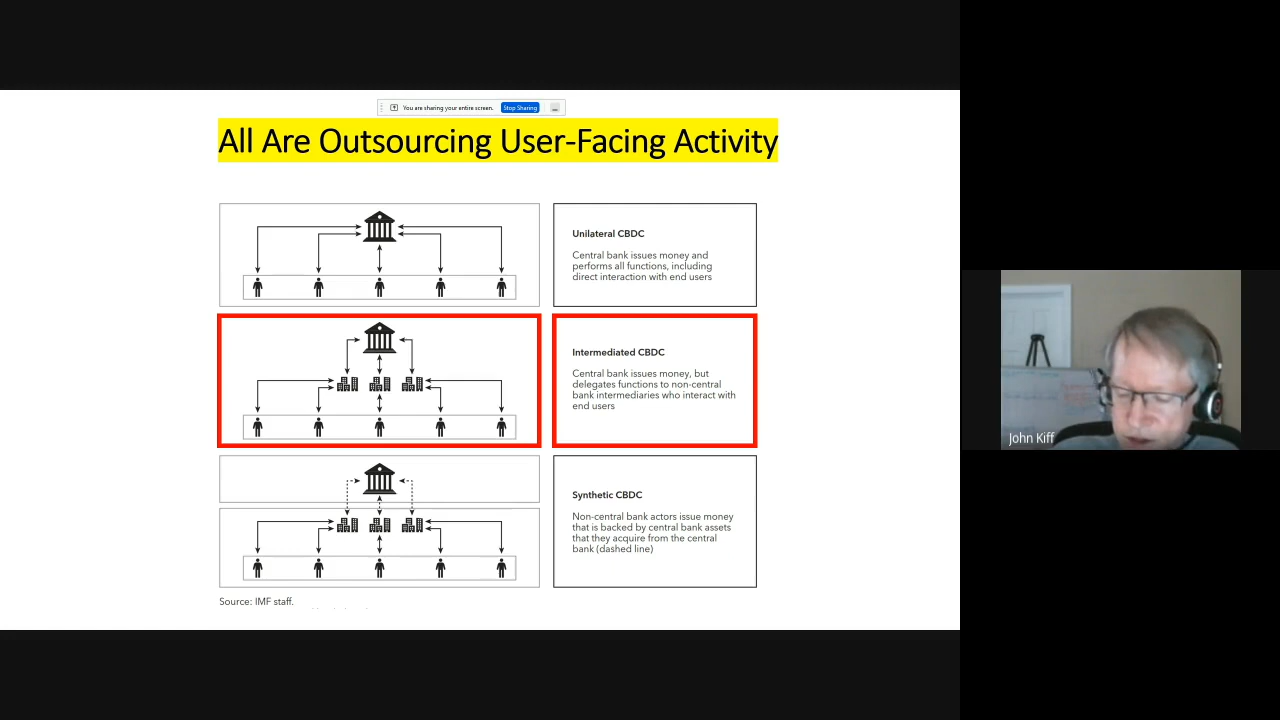 You are sharing your entire screen.
Stop Sharing
All Are Outsourcing User-Facing Activity
Unilateral CBDC
Central bank issues money and
performs all functions, including
direct interaction with end users
Intermediated CBDC
Central bank issues money, but
delegates functions to non-central
bank intermediaries who interact with
end users
Synthetic CBDC
Non-central bank actors issue money
that is backed by central bank assets
that they acquire from the central
bank (dashed line)
Source: IMF staff.
John Kiff